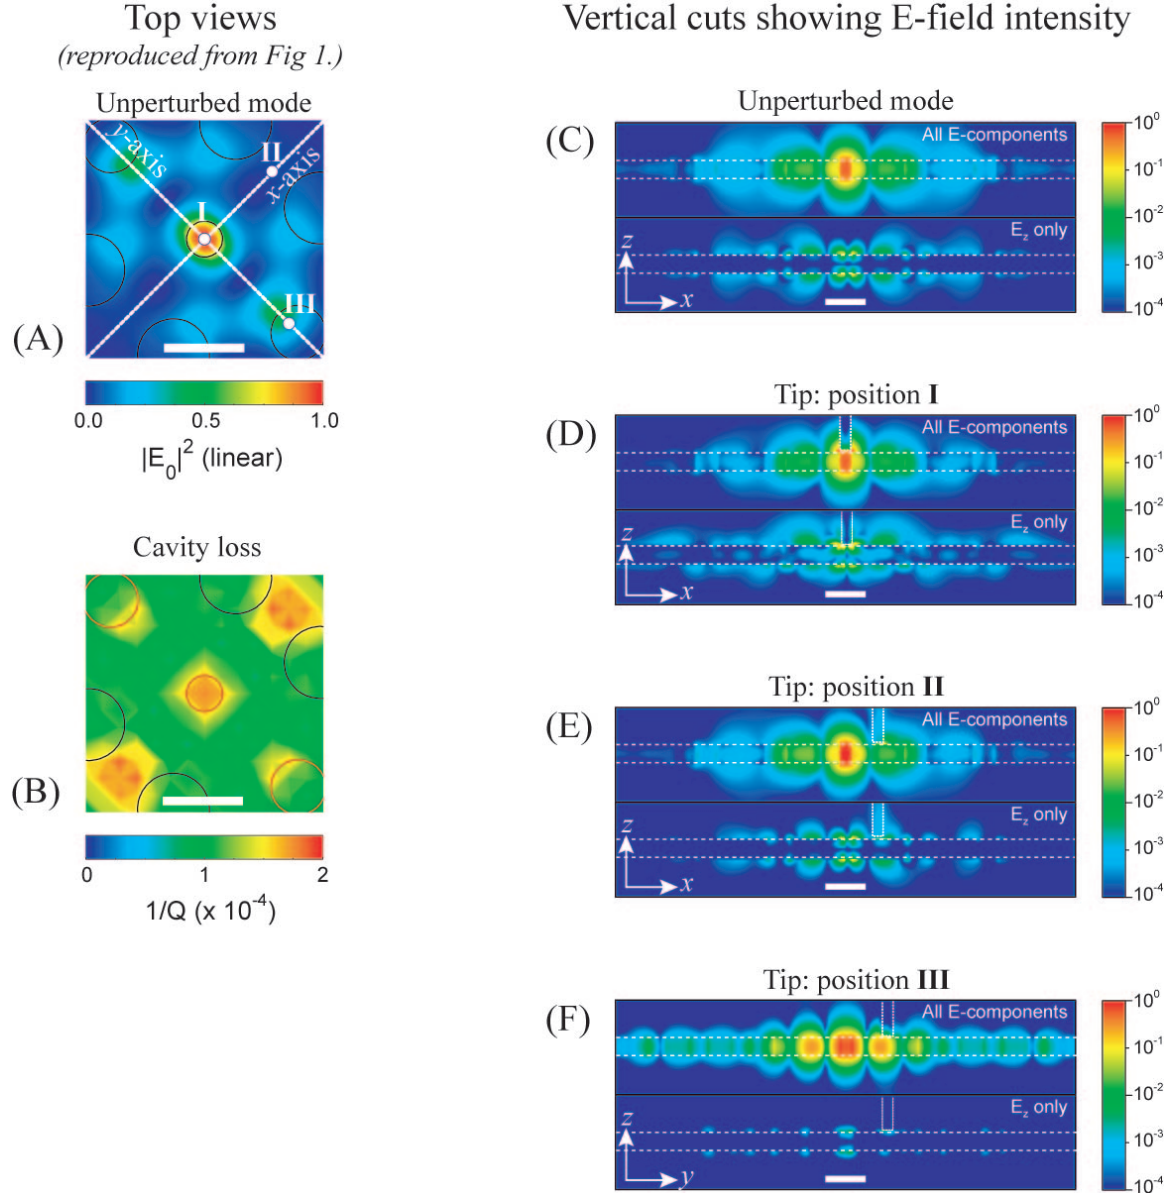 Top views
(reproduced from Fig 1.)
Unperturbed mode
y-axis
II
x-axis
I
III
(A)
0.0 0.5 1.0
|E₀|² (linear)
Cavity loss
(B)
0 1 2
1/Q (x 10⁻⁴)
Vertical cuts showing E-field intensity
Unperturbed mode
(C)
All E-components
E_z only
z
x
10⁰
10⁻¹
10⁻²
10⁻³
10⁻⁴
Tip: position I
(D)
All E-components
E_z only
z
x
10⁰
10⁻¹
10⁻²
10⁻³
10⁻⁴
Tip: position II
(E)
All E-components
E_z only
z
x
10⁰
10⁻¹
10⁻²
10⁻³
10⁻⁴
Tip: position III
(F)
All E-components
E_z only
z
y
10⁰
10⁻¹
10⁻²
10⁻³
10⁻⁴